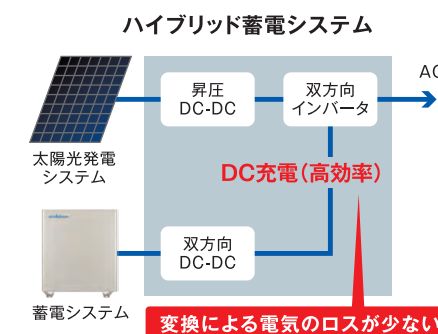 ハイブリッド蓄電システム
AC
昇圧
DC-DC
双方向
インバータ
太陽光発電
システム
DC充電(高効率)
双方向
DC-DC
蓄電システム
変換による電気のロスが少ない